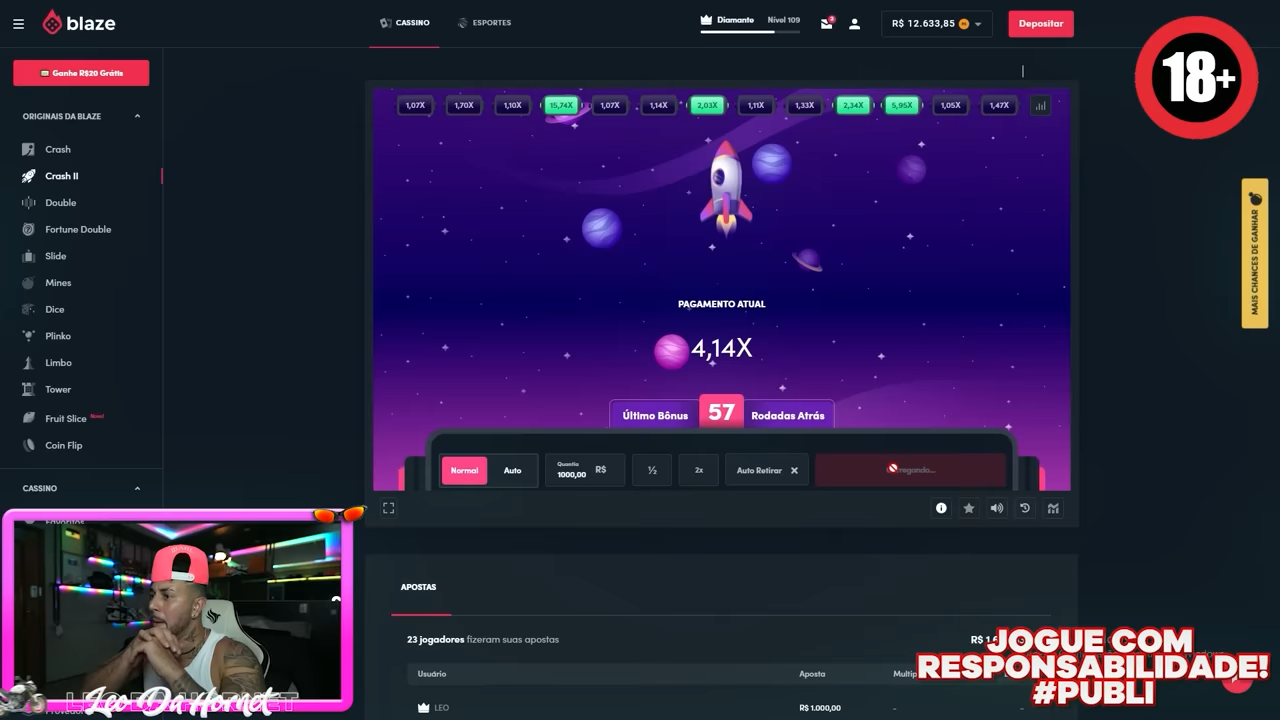 blaze
CASSINO
ESPORTES
Diamante Nível 109
3
R$ 12.633,85
Depositar
18+
Ganhe R$20 Grátis
ORIGINAIS DA BLAZE
Crash
Crash II
Double
Fortune Double
Slide
Mines
Dice
Plinko
Limbo
Tower
Fruit Slice Novo!
Coin Flip
CASSINO
Favoritos
1,07X 1,70X 1,10X 15,74X 1,07X 1,14X 2,03X 1,11X 1,33X 2,34X 5,95X 1,05X 1,47X
PAGAMENTO ATUAL
4,14X
Último Bônus 57 Rodadas Atrás
Normal Auto
Quantia
1000,00 R$
½ 2x
Auto Retirar
MAIS CHANCES DE GANHAR
APOSTAS
23 jogadores fizeram suas apostas
Usuário Aposta
LEO R$ 1.000,00 - -
Leo Da Hornet
JOGUE COM
RESPONSABILIDADE!
#PUBLI